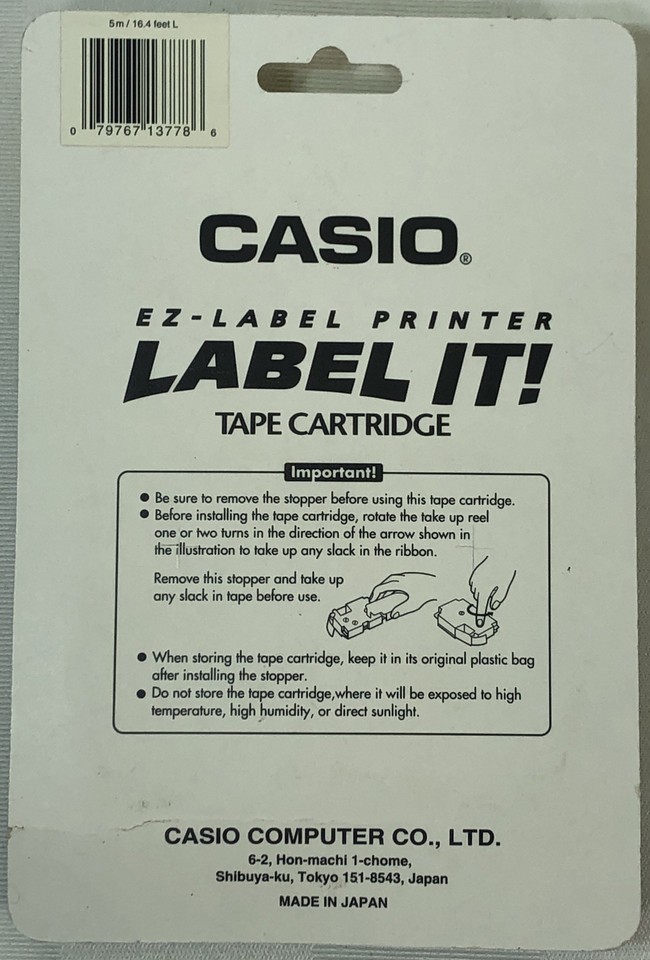 5m / 16.4 feet L
0 79767 13778 6
CASIO®
EZ-LABEL PRINTER
LABEL IT!
TAPE CARTRIDGE
Important!
● Be sure to remove the stopper before using this tape cartridge.
● Before installing the tape cartridge, rotate the take up reel
one or two turns in the direction of the arrow shown in
the illustration to take up any slack in the ribbon.
Remove this stopper and take up
any slack in tape before use.
● When storing the tape cartridge, keep it in its original plastic bag
after installing the stopper.
● Do not store the tape cartridge,where it will be exposed to high
temperature, high humidity, or direct sunlight.
CASIO COMPUTER CO., LTD.
6-2, Hon-machi 1-chome,
Shibuya-ku, Tokyo 151-8543, Japan
MADE IN JAPAN